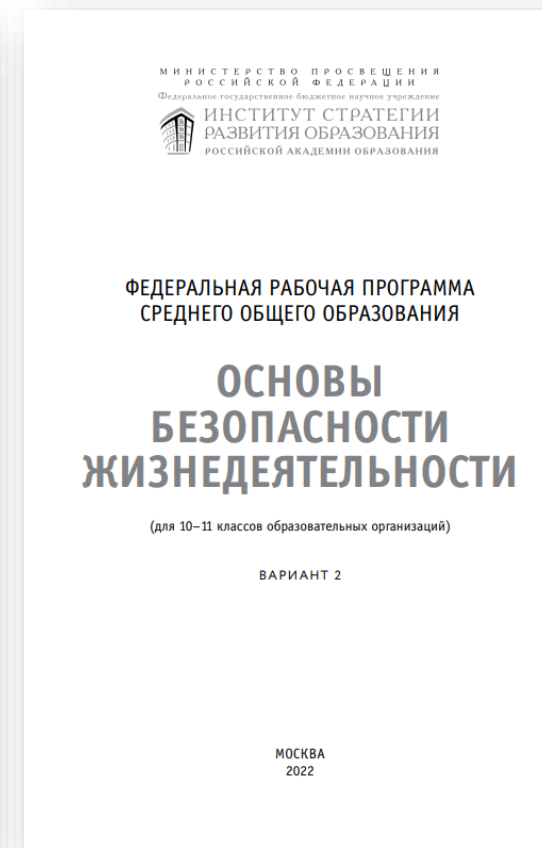 МИНИСТЕРСТВО ПРОСВЕЩЕНИЯ
РОССИЙСКОЙ ФЕДЕРАЦИИ
Федеральное государственное бюджетное научное учреждение
ИНСТИТУТ СТРАТЕГИИ
РАЗВИТИЯ ОБРАЗОВАНИЯ
РОССИЙСКОЙ АКАДЕМИИ ОБРАЗОВАНИЯ
ФЕДЕРАЛЬНАЯ РАБОЧАЯ ПРОГРАММА
СРЕДНЕГО ОБЩЕГО ОБРАЗОВАНИЯ
ОСНОВЫ
БЕЗОПАСНОСТИ
ЖИЗНЕДЕЯТЕЛЬНОСТИ
(для 10–11 классов образовательных организаций)
ВАРИАНТ 2
МОСКВА
2022